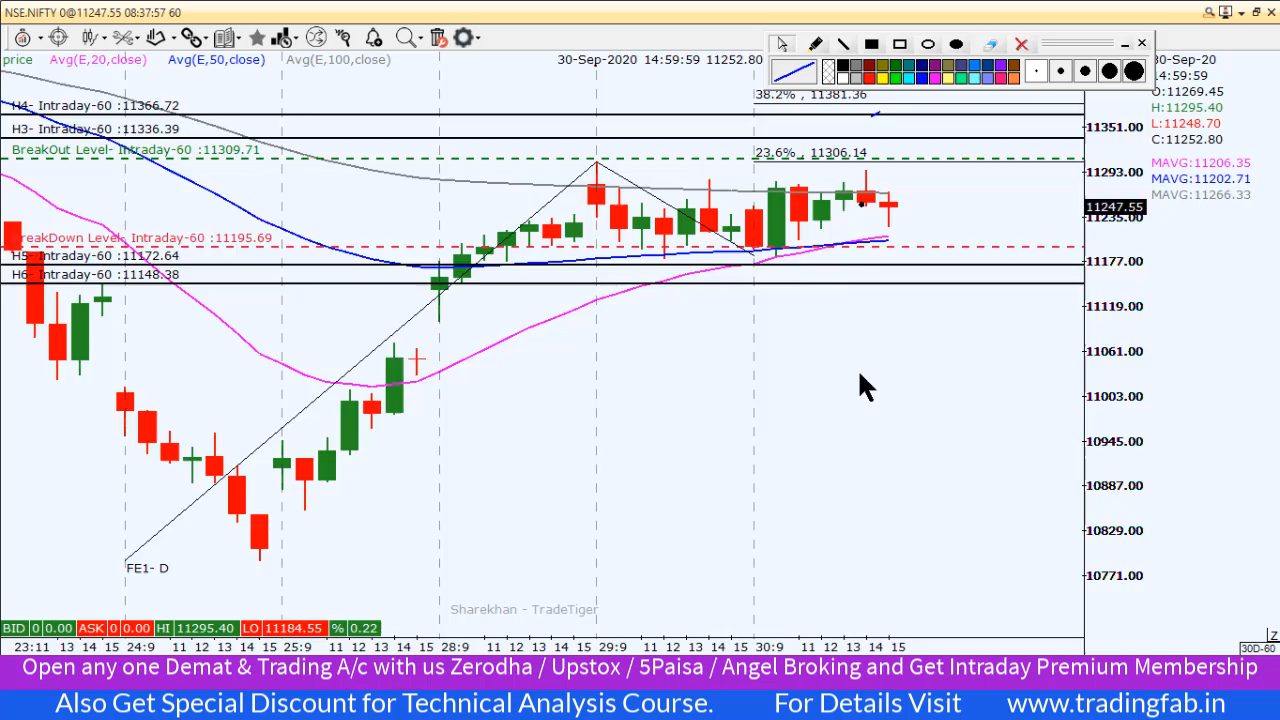 NSE.NIFTY 0@11247.55 08:37:57 60
price Avg(E,20,close) Avg(E,50,close) Avg(E,100,close) 30-Sep-2020 14:59:59 11252.80
30-Sep-20
14:59:59
O:11269.45
H:11295.40
L:11248.70
C:11252.80
MAVG:11206.35
MAVG:11202.71
MAVG:11266.33
38.2% , 11381.36
H4- Intraday-60 :11366.72
H3- Intraday-60 :11336.39
BreakOut Level- Intraday-60 :11309.71
23.6% , 11306.14
BreakDown Level- Intraday-60 :11195.69
H5- Intraday-60 :11172.64
H6- Intraday-60 :11148.38
11351.00
11293.00
11247.55
11235.00
11177.00
11119.00
11061.00
11003.00
10945.00
10887.00
10829.00
10771.00
FE1- D
Sharekhan - TradeTiger
BID 0 0.00 ASK 0 0.00 HI 11295.40 LO 11184.55 % 0.22
23:11 13 14 24:9 11 12 13 14 15 25:9 11 12 13 14 15 28:9 11 12 13 14 15 29:9 11 12 13 14 15 30:9 11 12 13 14 15
Z
30D-60
Open any one Demat & Trading A/c with us Zerodha / Upstox / 5Paisa / Angel Broking and Get Intraday Premium Membership
Also Get Special Discount for Technical Analysis Course. For Details Visit www.tradingfab.in